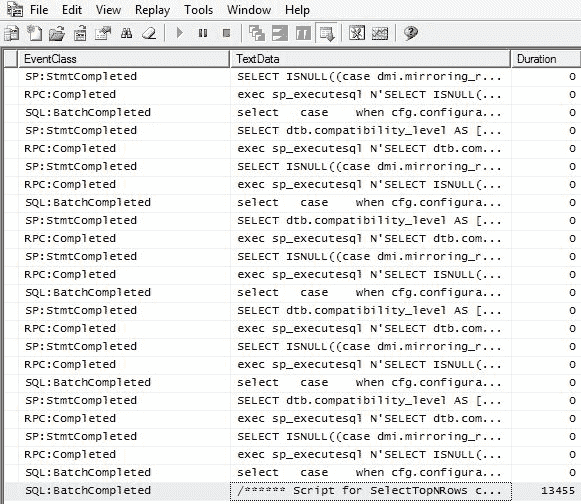 File Edit View Replay Tools Window Help
EventClass TextData Duration
SP:StmtCompleted SELECT ISNULL((case dmi.mirroring_r... 0
RPC:Completed exec sp_executesql N'SELECT ISNULL(... 0
SQL:BatchCompleted select case when cfg.configura... 0
SP:StmtCompleted SELECT dtb.compatibility_level AS [... 0
RPC:Completed exec sp_executesql N'SELECT dtb.com... 0
SP:StmtCompleted SELECT ISNULL((case dmi.mirroring_r... 0
RPC:Completed exec sp_executesql N'SELECT ISNULL(... 0
SQL:BatchCompleted select case when cfg.configura... 0
SP:StmtCompleted SELECT dtb.compatibility_level AS [... 0
RPC:Completed exec sp_executesql N'SELECT dtb.com... 0
SP:StmtCompleted SELECT ISNULL((case dmi.mirroring_r... 0
RPC:Completed exec sp_executesql N'SELECT ISNULL(... 0
SQL:BatchCompleted select case when cfg.configura... 0
SP:StmtCompleted SELECT dtb.compatibility_level AS [... 0
RPC:Completed exec sp_executesql N'SELECT dtb.com... 0
SP:StmtCompleted SELECT ISNULL((case dmi.mirroring_r... 0
RPC:Completed exec sp_executesql N'SELECT ISNULL(... 0
SQL:BatchCompleted select case when cfg.configura... 0
SP:StmtCompleted SELECT dtb.compatibility_level AS [... 0
RPC:Completed exec sp_executesql N'SELECT dtb.com... 0
SP:StmtCompleted SELECT ISNULL((case dmi.mirroring_r... 0
RPC:Completed exec sp_executesql N'SELECT ISNULL(... 0
SQL:BatchCompleted select case when cfg.configura... 0
SQL:BatchCompleted /****** Script for SelectTopNRows c... 13455